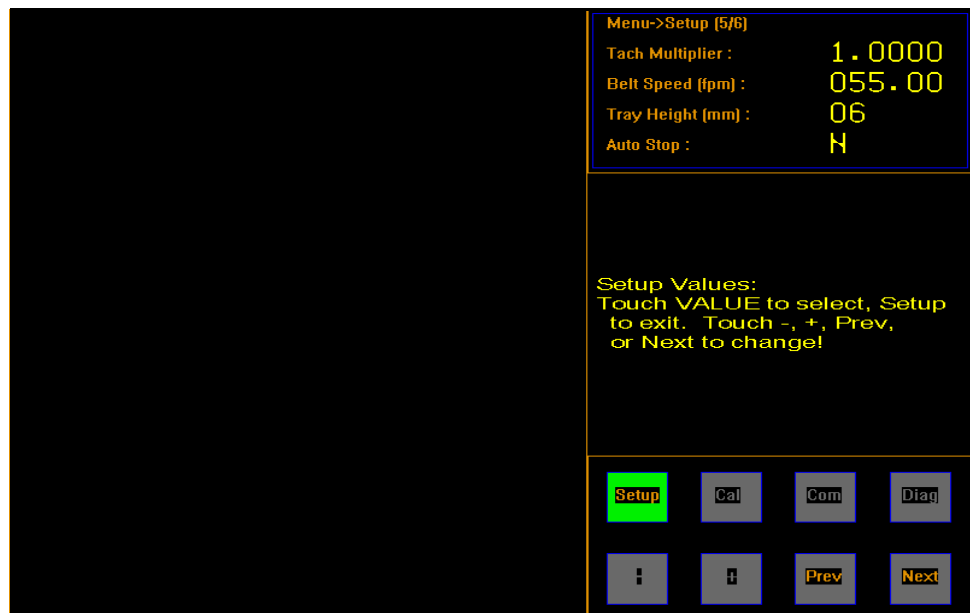 Menu->Setup (5/6)
Tach Multiplier : 1.0000
Belt Speed (fpm) : 055.00
Tray Height (mm) : 06
Auto Stop : N
Setup Values:
Touch VALUE to select, Setup
to exit. Touch -, +, Prev,
or Next to change!
Setup Cal Com Diag
- + Prev Next